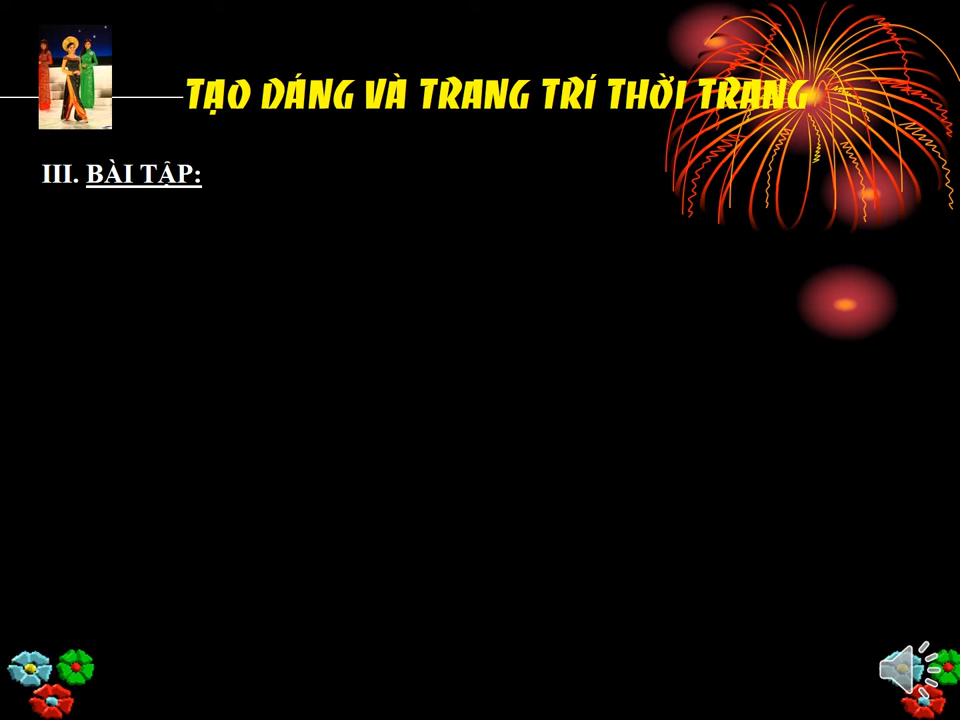 TẠO DÁNG VÀ TRANG TRÍ THỜI TRANG
III. BÀI TẬP: